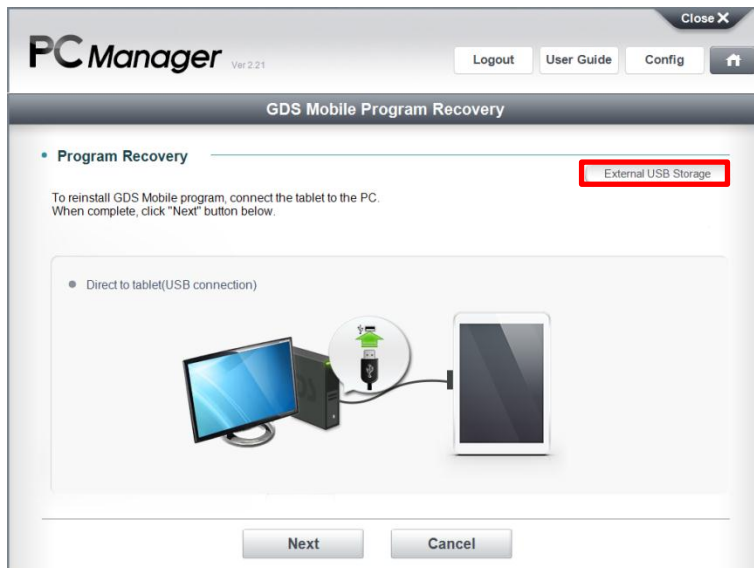 Close X
PC Manager Ver 2.21
Logout
User Guide
Config
GDS Mobile Program Recovery
Program Recovery
External USB Storage
To reinstall GDS Mobile program, connect the tablet to the PC.
When complete, click "Next" button below.
Direct to tablet(USB connection)
Next
Cancel